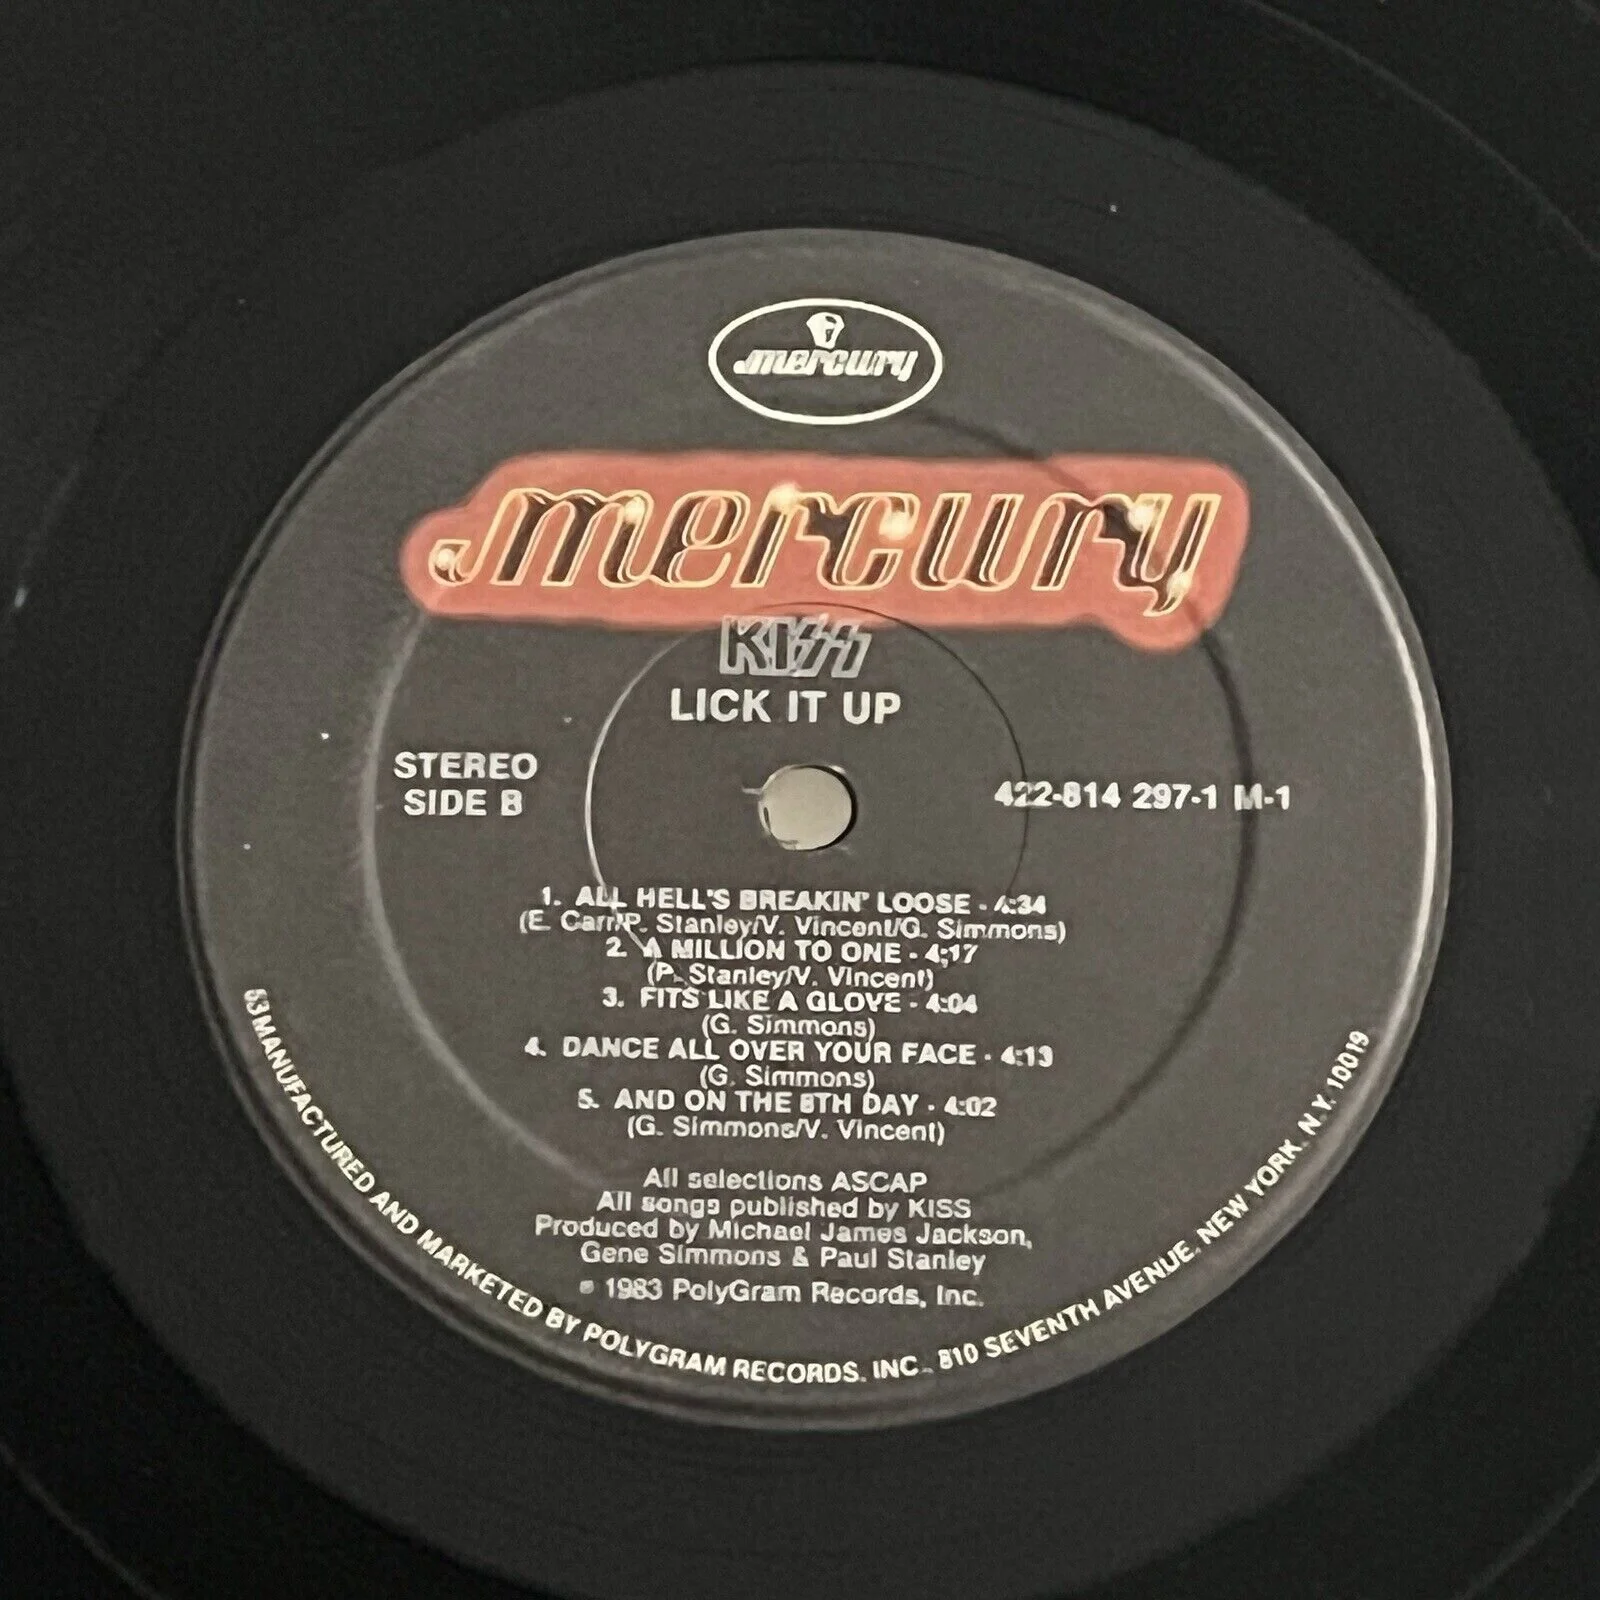 mercury
mercury
KISS
LICK IT UP
STEREO
SIDE B
422-814 297-1 M-1
1. ALL HELL'S BREAKIN' LOOSE - 4:34
(E. Carr/P. Stanley/V. Vincent/G. Simmons)
2. A MILLION TO ONE - 4:17
(P. Stanley/V. Vincent)
3. FITS LIKE A GLOVE - 4:04
(G. Simmons)
4. DANCE ALL OVER YOUR FACE - 4:13
(G. Simmons)
5. AND ON THE 8TH DAY - 4:02
(G. Simmons/V. Vincent)
All selections ASCAP
All songs published by KISS
Produced by Michael James Jackson,
Gene Simmons & Paul Stanley
1983 PolyGram Records, Inc.
53 MANUFACTURED AND MARKETED BY POLYGRAM RECORDS, INC., 810 SEVENTH AVENUE, NEW YORK, N.Y. 10019